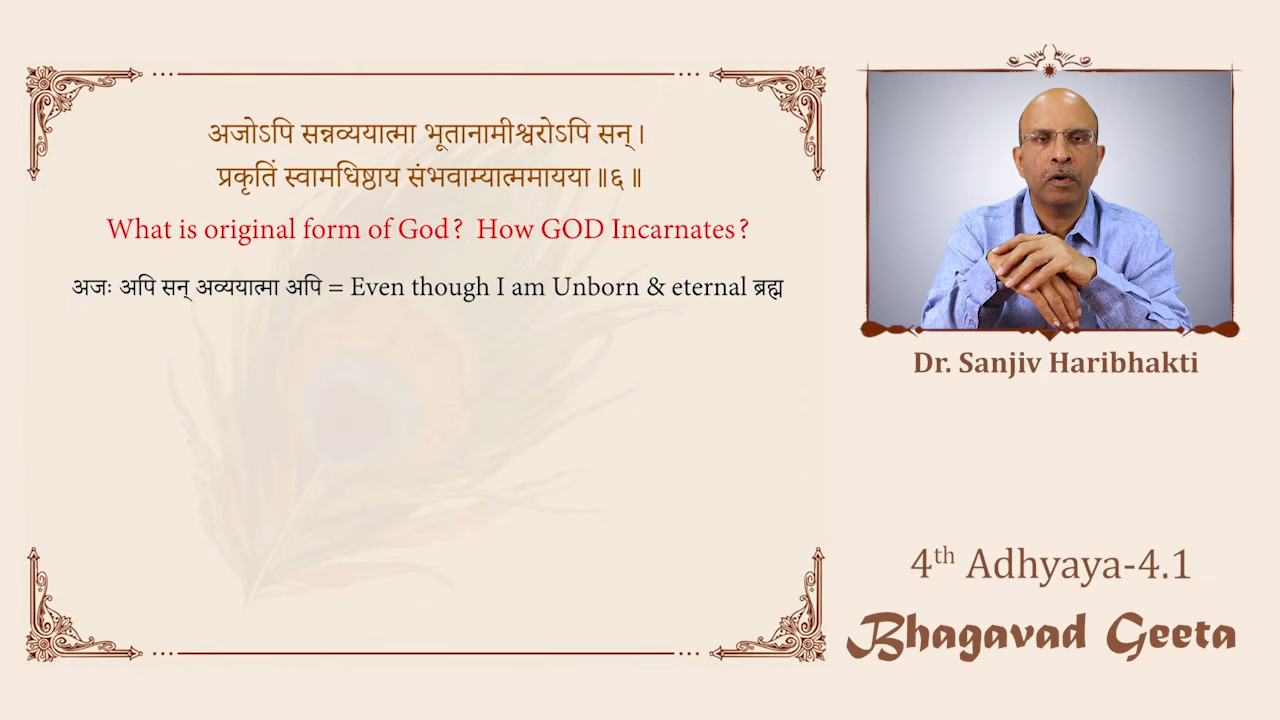 अजोऽपि सन्नव्ययात्मा भूतानामीश्वरोऽपि सन्।
प्रकृतिं स्वामधिष्ठाय संभवाम्यात्ममायया॥६॥
What is original form of God? How GOD Incarnates?
अजः अपि सन् अव्ययात्मा अपि = Even though I am Unborn & eternal ब्रह्म
Dr. Sanjiv Haribhakti
4th Adhyaya-4.1
Bhagavad Geeta